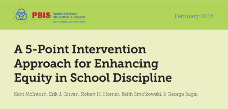 PBIS
February 2018
A 5-Point Intervention
Approach for Enhancing
Equity in School Discipline
Kent McIntosh, Erik J. Girvan, Robert H. Horner, Keith Smolkowski, & George Sugai